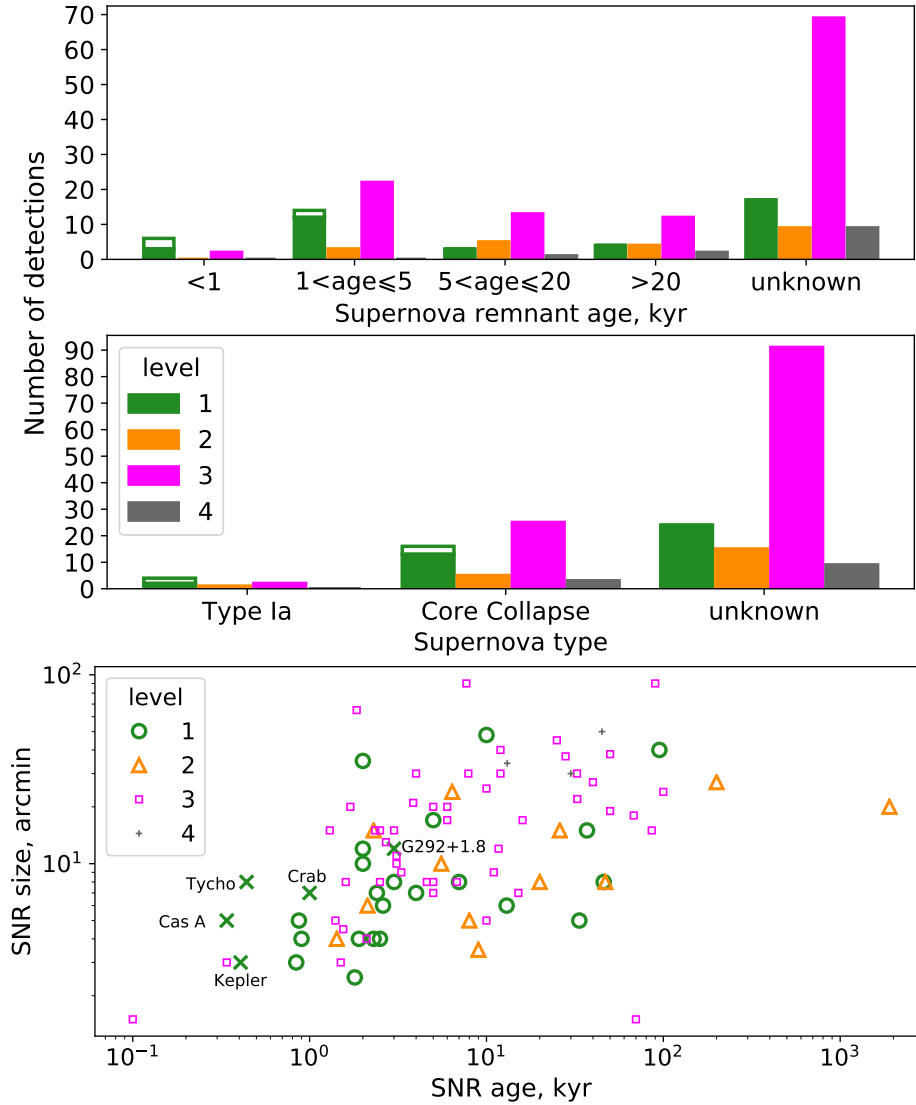 70
60
50
40
30
20
10
0
<1 1<age⩽5 5<age⩽20 >20 unknown
Supernova remnant age, kyr
Number of detections
90
80
70
60
50
40
30
20
10
0
level
1
2
3
4
Type Ia Core Collapse unknown
Supernova type
10²
10¹
SNR size, arcmin
level
1
2
3
4
G292+1.8
Tycho
Crab
Cas A
Kepler
10⁻¹ 10⁰ 10¹ 10² 10³
SNR age, kyr